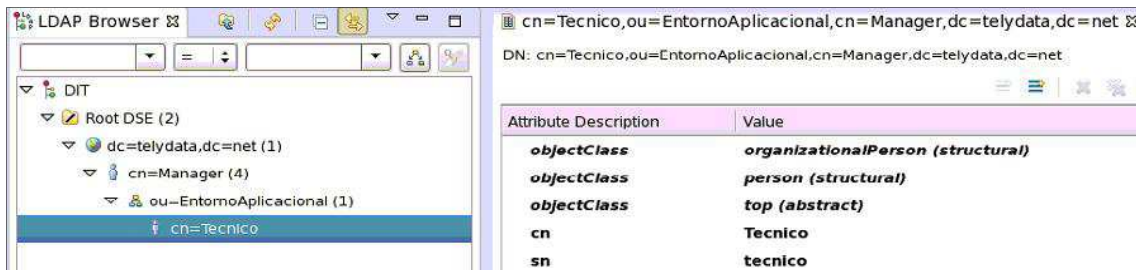 LDAP Browser
=
DIT
Root DSE (2)
dc=telydata,dc=net (1)
cn=Manager (4)
ou=EntornoAplicacional (1)
cn=Tecnico
cn=Tecnico,ou=EntornoAplicacional,cn=Manager,dc=telydata,dc=net
DN: cn=Tecnico,ou=EntornoAplicacional,cn=Manager,dc=telydata,dc=net
Attribute Description Value
objectClass organizationalPerson (structural)
objectClass person (structural)
objectClass top (abstract)
cn Tecnico
sn tecnico